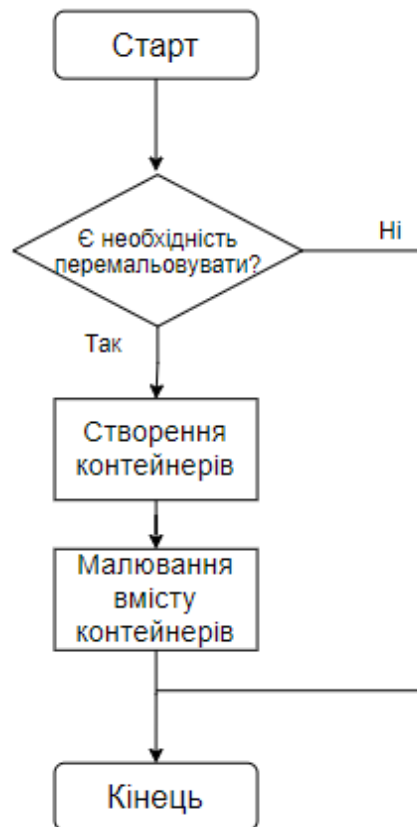 Старт
Є необхідність
перемальовувати?
Ні
Так
Створення
контейнерів
Малювання
вмісту
контейнерів
Кінець